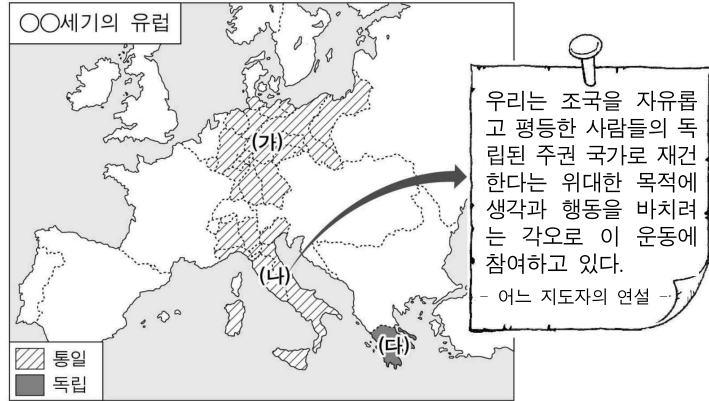 ○○세기의 유럽
(가)
(나)
(다)
통일
독립
우리는 조국을 자유롭
고 평등한 사람들의 독
립된 주권 국가로 재건
한다는 위대한 목적에
생각과 행동을 바치려
는 각오로 이 운동에
참여하고 있다.
- 어느 지도자의 연설 -